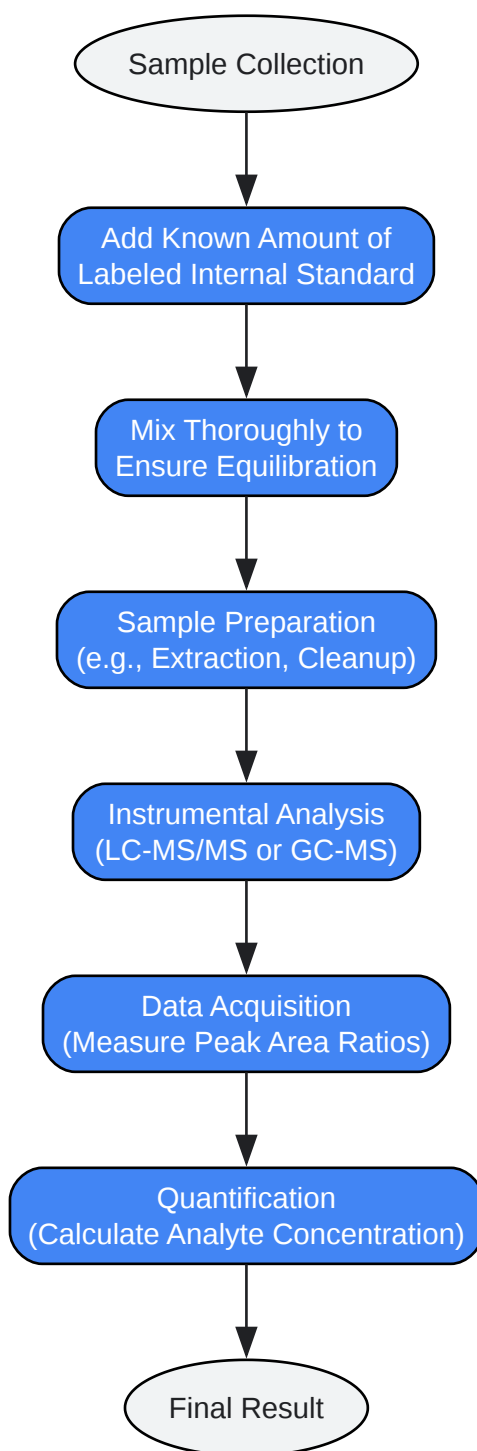 Sample Collection
Add Known Amount of
Labeled Internal Standard
Mix Thoroughly to
Ensure Equilibration
Sample Preparation
(e.g., Extraction, Cleanup)
Instrumental Analysis
(LC-MS/MS or GC-MS)
Data Acquisition
(Measure Peak Area Ratios)
Quantification
(Calculate Analyte Concentration)
Final Result